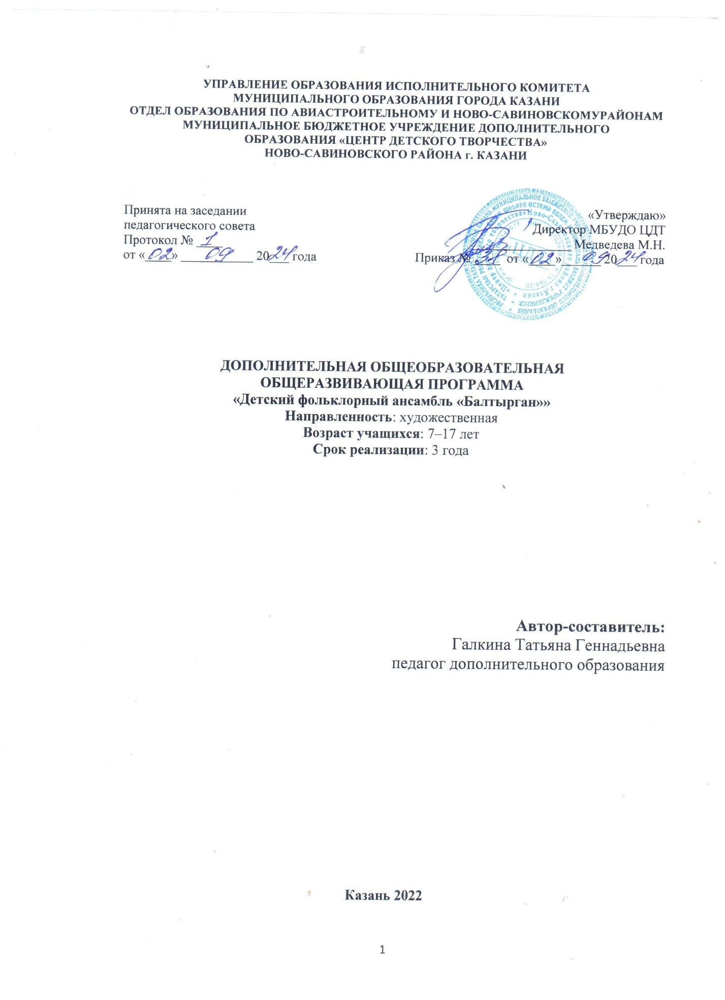 УПРАВЛЕНИЕ ОБРАЗОВАНИЯ ИСПОЛНИТЕЛЬНОГО КОМИТЕТА
МУНИЦИПАЛЬНОГО ОБРАЗОВАНИЯ ГОРОДА КАЗАНИ
ОТДЕЛ ОБРАЗОВАНИЯ ПО АВИАСТРОИТЕЛЬНОМУ И НОВО-САВИНОВСКОМУРАЙОНАМ
МУНИЦИПАЛЬНОЕ БЮДЖЕТНОЕ УЧРЕЖДЕНИЕ ДОПОЛНИТЕЛЬНОГО
ОБРАЗОВАНИЯ «ЦЕНТР ДЕТСКОГО ТВОРЧЕСТВА»
НОВО-САВИНОВСКОГО РАЙОНА г. КАЗАНИ
Принята на заседании
педагогического совета
Протокол № 1
от «02» 09 2024 года
«Утверждаю»
Директор МБУДО ЦДТ
Медведева М.Н.
Приказ № 38 от «02» 09 2024 года
ДОПОЛНИТЕЛЬНАЯ ОБЩЕОБРАЗОВАТЕЛЬНАЯ
ОБЩЕРАЗВИВАЮЩАЯ ПРОГРАММА
«Детский фольклорный ансамбль «Балтырган»»
Направленность: художественная
Возраст учащихся: 7–17 лет
Срок реализации: 3 года
Автор-составитель:
Галкина Татьяна Геннадьевна
педагог дополнительного образования
Казань 2022
1